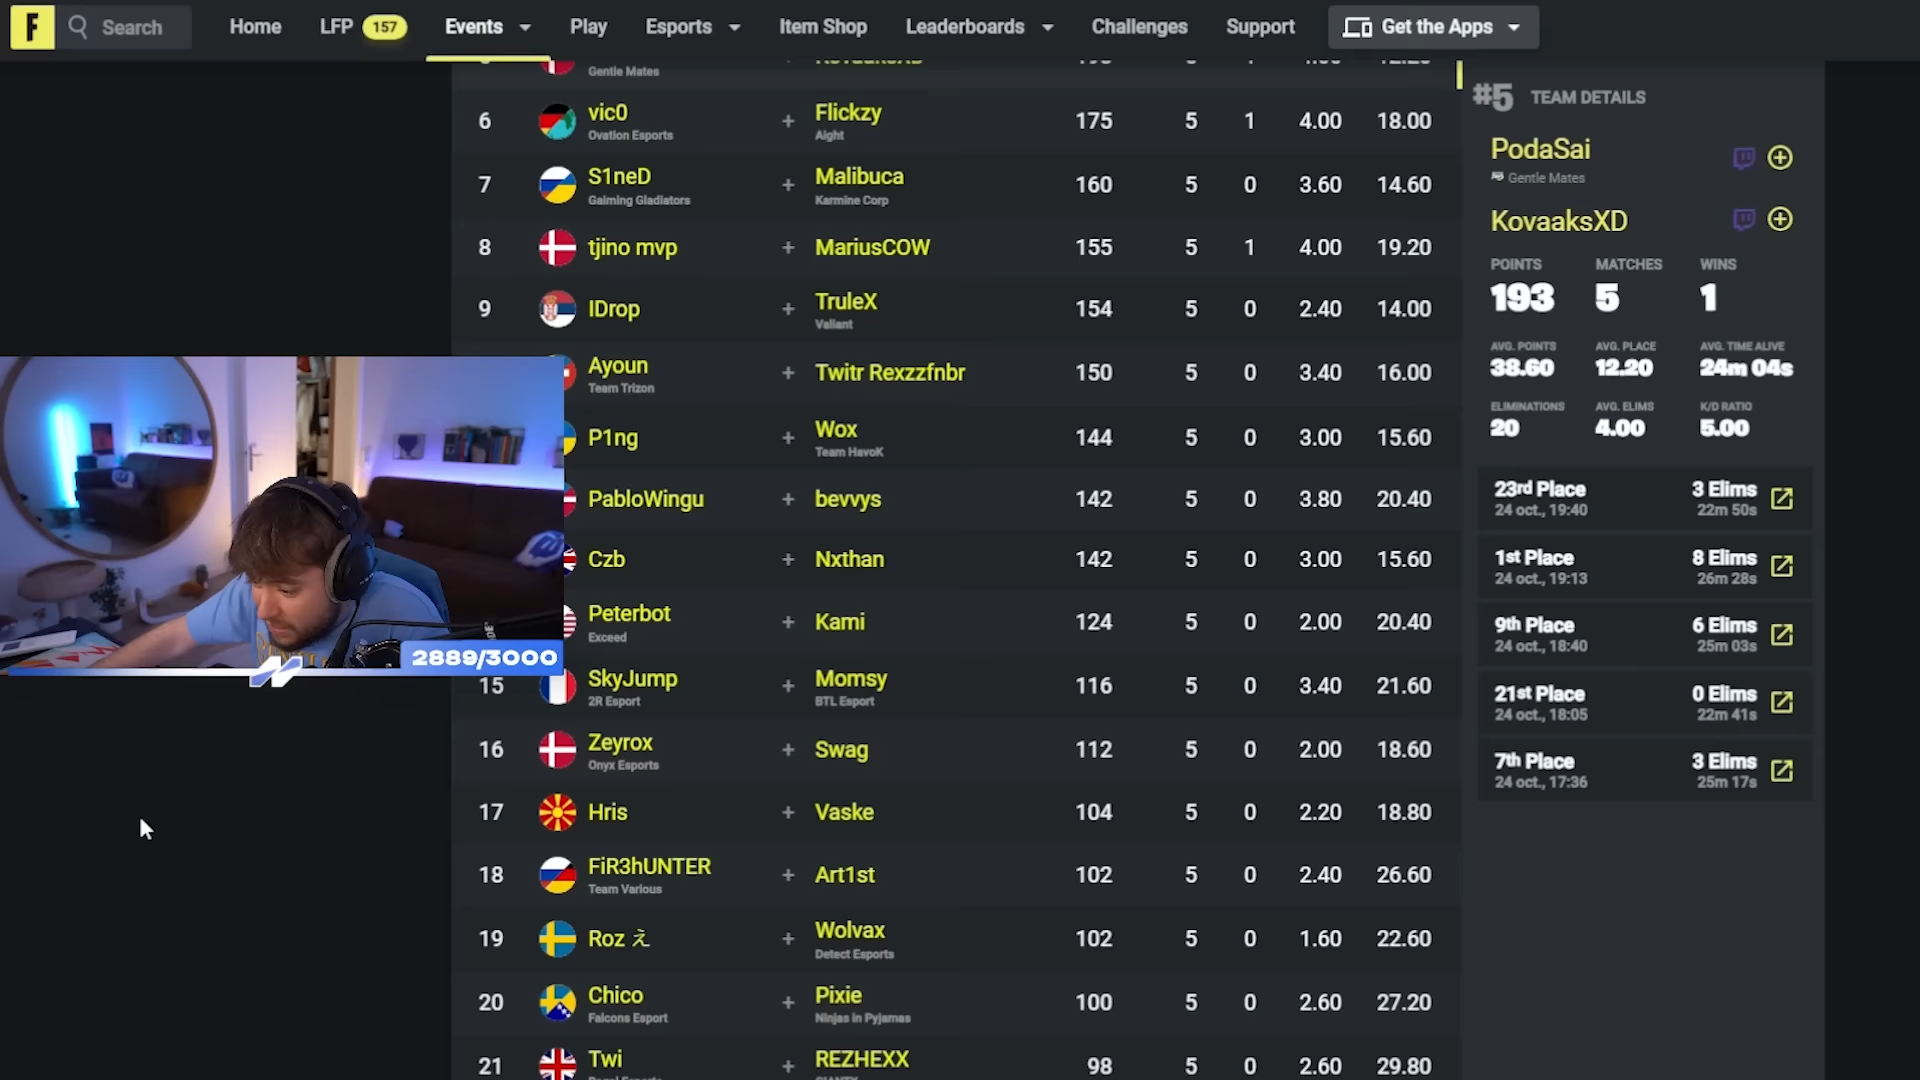 F Search Home LFP 157 Events Play Esports Item Shop Leaderboards Challenges Support Get the Apps
Gentle Mates
6 vic0 + Flickzy 175 5 1 4.00 18.00
Ovation Esports Aight
7 S1neD + Malibuca 160 5 0 3.60 14.60
Gaiming Gladiators Karmine Corp
8 tjino mvp + MariusCOW 155 5 1 4.00 19.20
9 IDrop + TruleX 154 5 0 2.40 14.00
Valiant
Ayoun + Twitr Rexzzfnbr 150 5 0 3.40 16.00
Team Trizon
P1ng + Wox 144 5 0 3.00 15.60
Team HavoK
PabloWingu + bevvys 142 5 0 3.80 20.40
Czb + Nxthan 142 5 0 3.00 15.60
Peterbot + Kami 124 5 0 2.00 20.40
Exceed
15 SkyJump + Momsy 116 5 0 3.40 21.60
2R Esport BTL Esport
16 Zeyrox + Swag 112 5 0 2.00 18.60
Onyx Esports
17 Hris + Vaske 104 5 0 2.20 18.80
18 FiR3hUNTER + Art1st 102 5 0 2.40 26.60
Team Various
19 Roz え + Wolvax 102 5 0 1.60 22.60
Detect Esports
20 Chico + Pixie 100 5 0 2.60 27.20
Falcons Esport Ninjas in Pyjamas
21 Twi + REZHEXX 98 5 0 2.60 29.80
2889/3000
#5 TEAM DETAILS
PodaSai
Gentle Mates
KovaaksXD
POINTS MATCHES WINS
193 5 1
AVG. POINTS AVG. PLACE AVG. TIME ALIVE
38.60 12.20 24m 04s
ELIMINATIONS AVG. ELIMS K/D RATIO
20 4.00 5.00
23rd Place 3 Elims
24 oct., 19:40 22m 50s
1st Place 8 Elims
24 oct., 19:13 26m 28s
9th Place 6 Elims
24 oct., 18:40 25m 03s
21st Place 0 Elims
24 oct., 18:05 22m 41s
7th Place 3 Elims
24 oct., 17:36 25m 17s